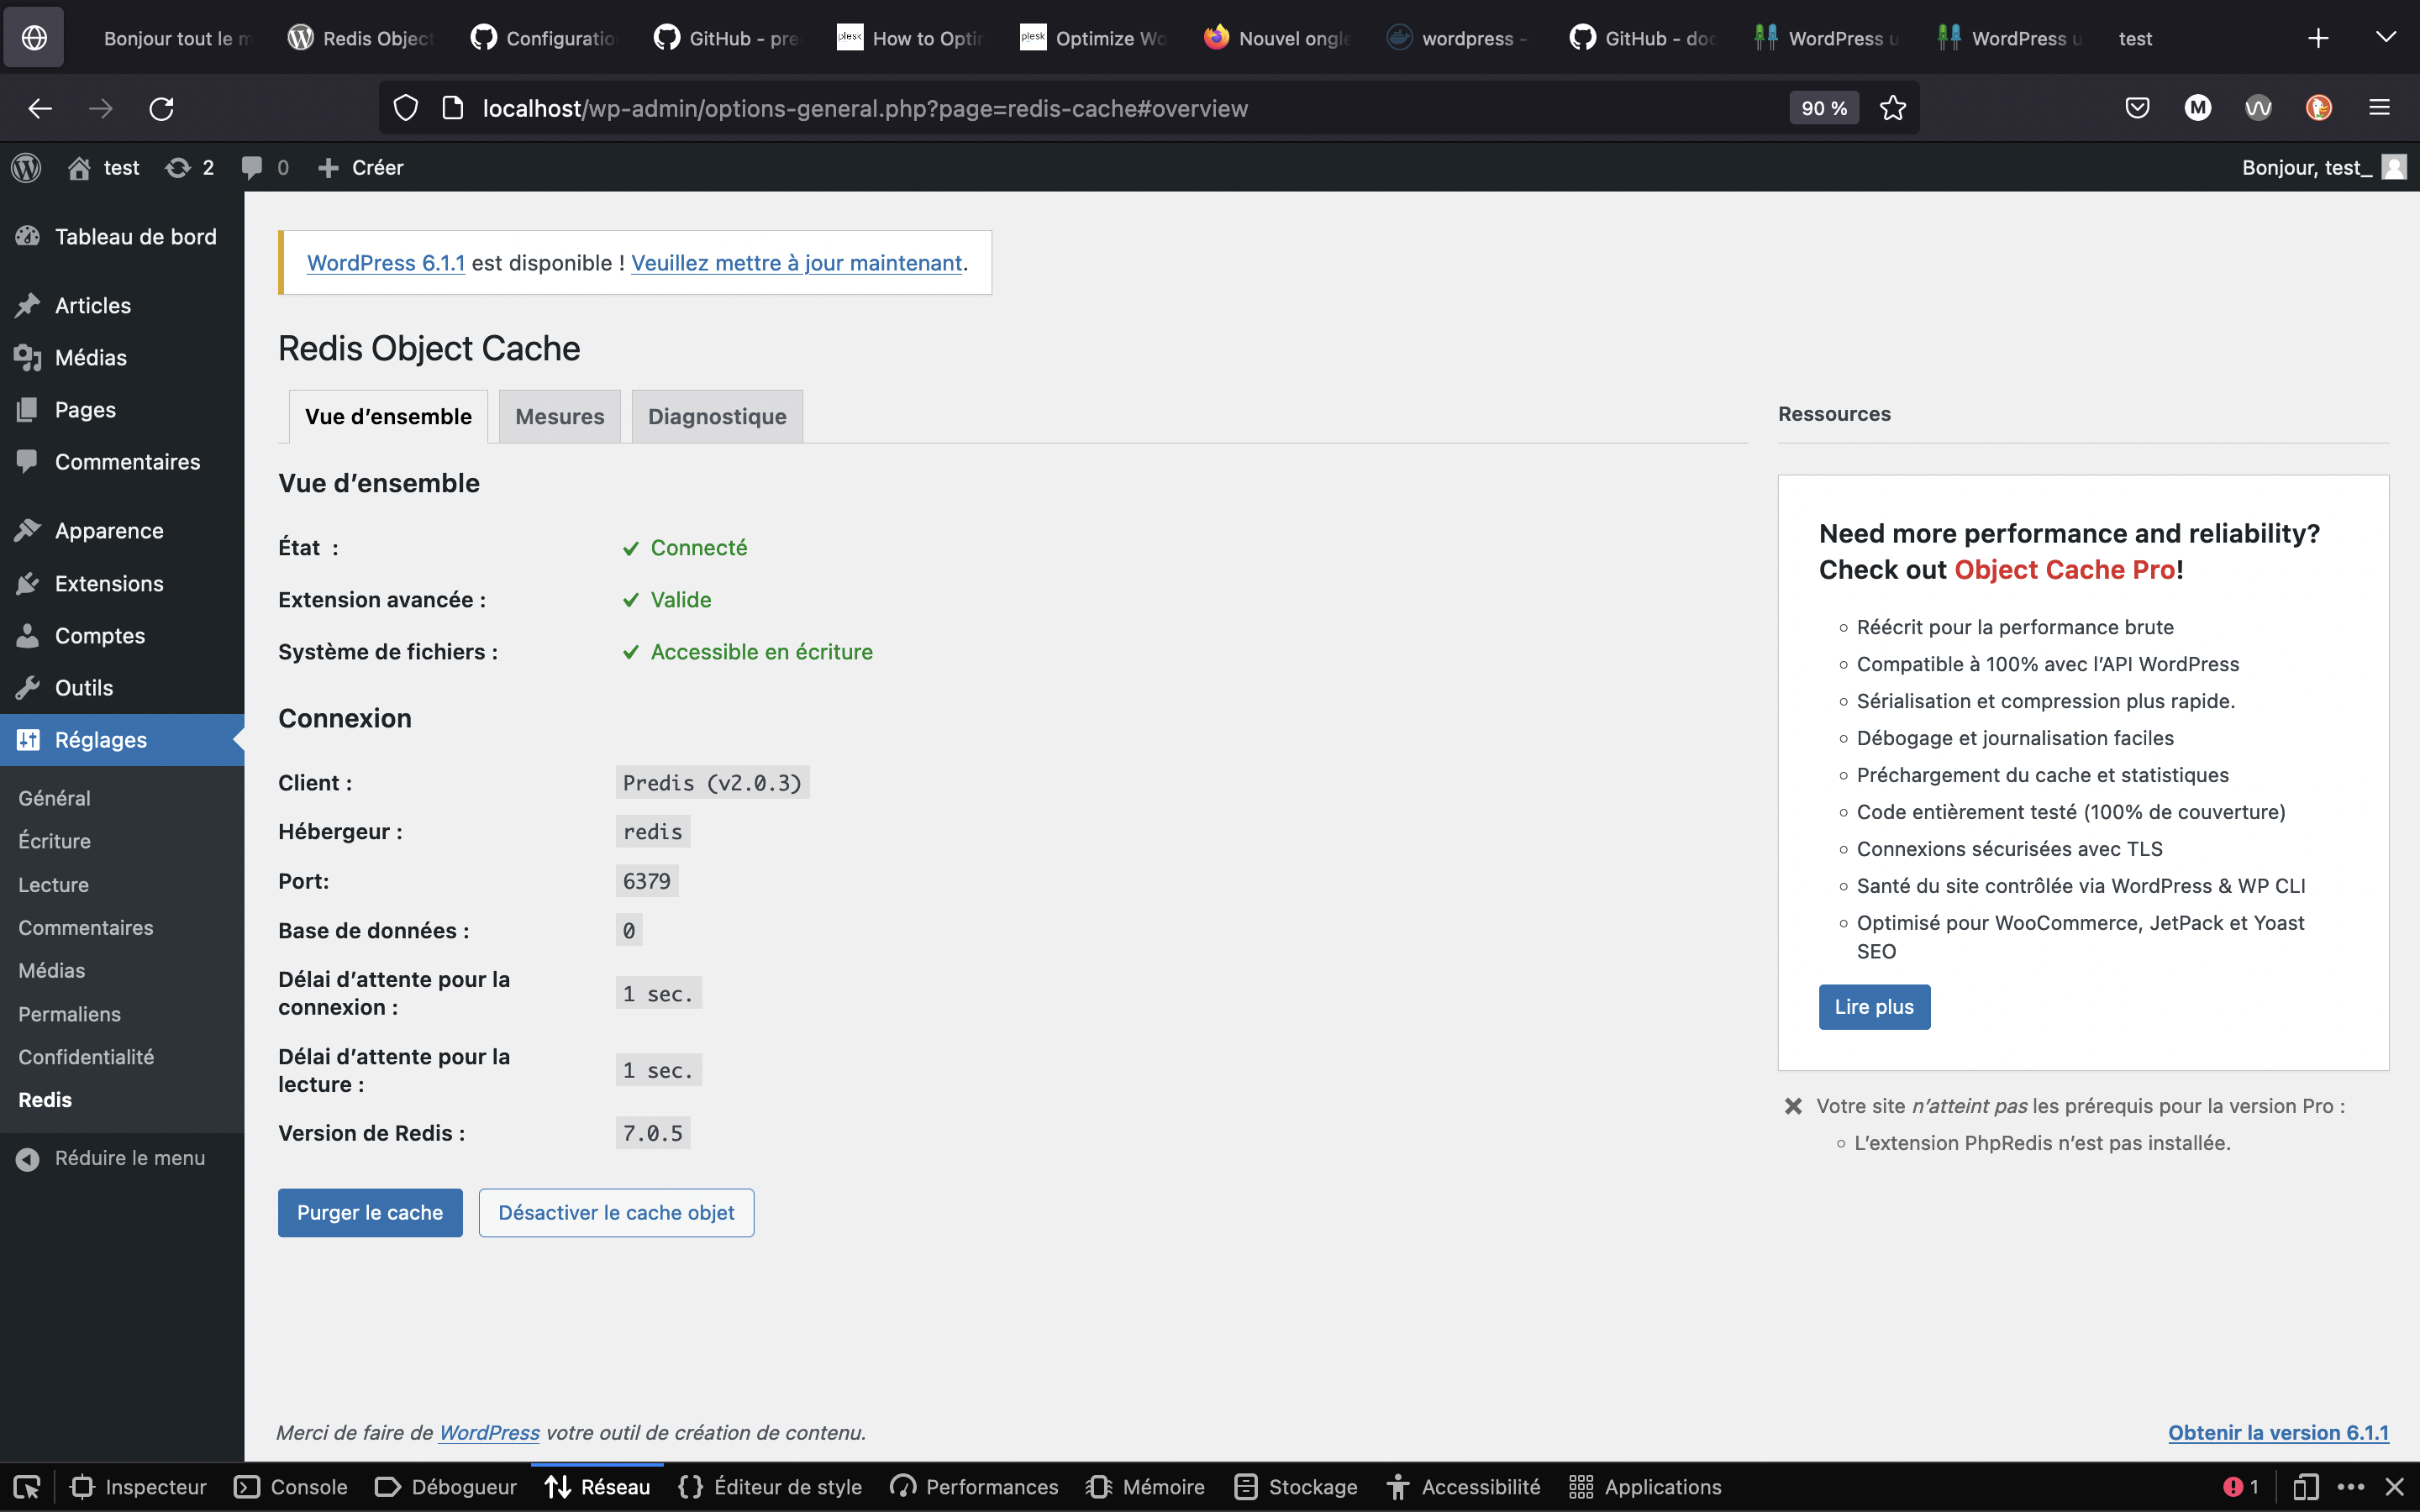 Bonjour tout le m
Redis Object
Configuratio
GitHub - pre
plesk
How to Optim
plesk
Optimize Wo
Nouvel ongle
wordpress -
GitHub - doc
WordPress u
WordPress u
test
localhost/wp-admin/options-general.php?page=redis-cache#overview
90 %
test
2
0
Créer
Bonjour, test_
Tableau de bord
Articles
Médias
Pages
Commentaires
Apparence
Extensions
Comptes
Outils
Réglages
Général
Écriture
Lecture
Commentaires
Médias
Permaliens
Confidentialité
Redis
Réduire le menu
WordPress 6.1.1 est disponible ! Veuillez mettre à jour maintenant.
Redis Object Cache
Vue d’ensemble
Mesures
Diagnostique
Vue d’ensemble
État :
Connecté
Extension avancée :
Valide
Système de fichiers :
Accessible en écriture
Connexion
Client :
Predis (v2.0.3)
Hébergeur :
redis
Port:
6379
Base de données :
0
Délai d’attente pour la
connexion :
1 sec.
Délai d’attente pour la
lecture :
1 sec.
Version de Redis :
7.0.5
Purger le cache
Désactiver le cache objet
Ressources
Need more performance and reliability?
Check out Object Cache Pro!
Réécrit pour la performance brute
Compatible à 100% avec l’API WordPress
Sérialisation et compression plus rapide.
Débogage et journalisation faciles
Préchargement du cache et statistiques
Code entièrement testé (100% de couverture)
Connexions sécurisées avec TLS
Santé du site contrôlée via WordPress & WP CLI
Optimisé pour WooCommerce, JetPack et Yoast
SEO
Lire plus
Votre site n’atteint pas les prérequis pour la version Pro :
L’extension PhpRedis n’est pas installée.
Merci de faire de WordPress votre outil de création de contenu.
Obtenir la version 6.1.1
Inspecteur
Console
Débogueur
Réseau
Éditeur de style
Performances
Mémoire
Stockage
Accessibilité
Applications
1